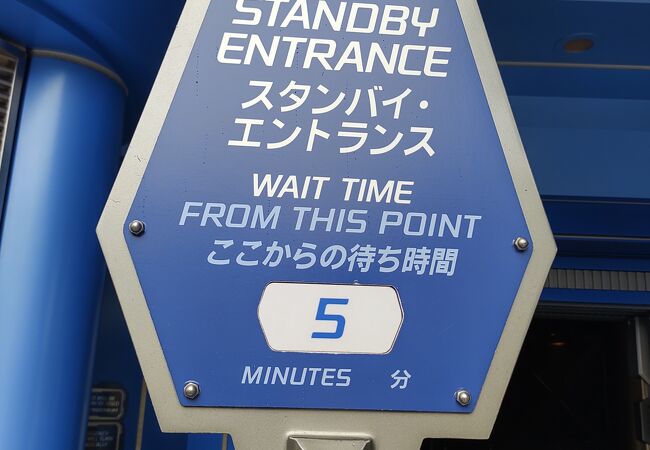 STANDBY
ENTRANCE
スタンバイ・
エントランス
WAIT TIME
FROM THIS POINT
ここからの待ち時間
5
MINUTES 分